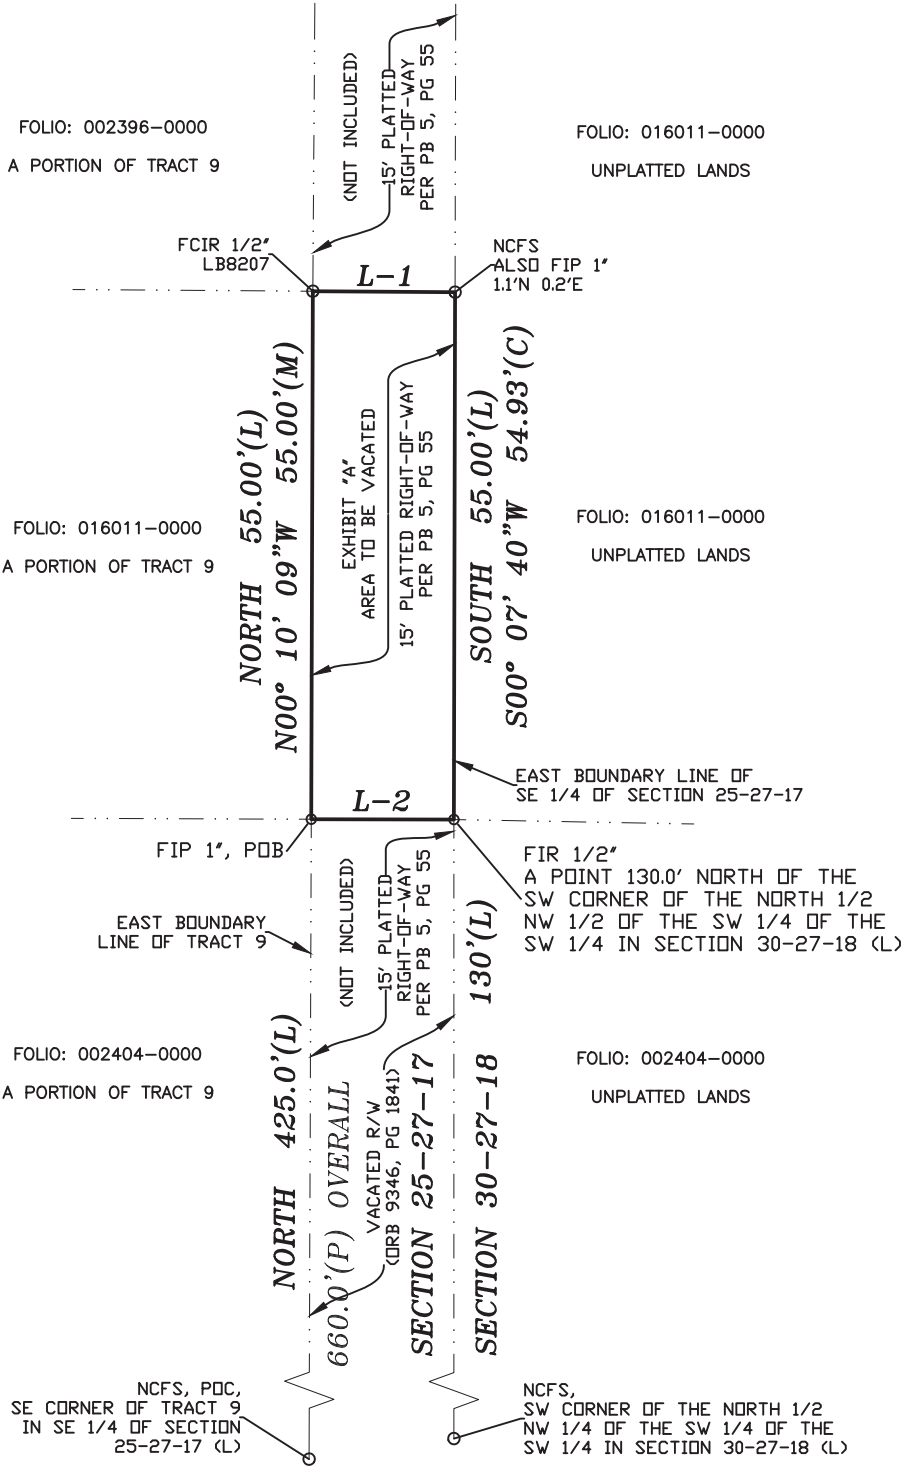 (NOT INCLUDED)
15' PLATTED
RIGHT-OF-WAY
PER PB 5, PG 55
FOLIO: 002396-0000
A PORTION OF TRACT 9
FOLIO: 016011-0000
UNPLATTED LANDS
FCIR 1/2"
LB8207
L-1
NCFS
ALSO FIP 1"
1.1'N 0.2'E
NORTH 55.00'(L)
N00° 10' 09"W 55.00'(M)
EXHIBIT "A"
AREA TO BE VACATED
15' PLATTED RIGHT-OF-WAY
PER PB 5, PG 55
SOUTH 55.00'(L)
S00° 07' 40"W 54.93'(C)
FOLIO: 016011-0000
A PORTION OF TRACT 9
FOLIO: 016011-0000
UNPLATTED LANDS
EAST BOUNDARY LINE OF
SE 1/4 OF SECTION 25-27-17
L-2
FIP 1", POB
FIR 1/2"
A POINT 130.0' NORTH OF THE
SW CORNER OF THE NORTH 1/2
NW 1/2 OF THE SW 1/4 OF THE
SW 1/4 IN SECTION 30-27-18 (L)
EAST BOUNDARY
LINE OF TRACT 9
(NOT INCLUDED)
15' PLATTED
RIGHT-OF-WAY
PER PB 5, PG 55
130'(L)
FOLIO: 002404-0000
A PORTION OF TRACT 9
NORTH 425.0'(L)
660.0'(P) OVERALL
VACATED R/W
(ORB 9346, PG 1841)
SECTION 25-27-17
SECTION 30-27-18
FOLIO: 002404-0000
UNPLATTED LANDS
NCFS, POC,
SE CORNER OF TRACT 9
IN SE 1/4 OF SECTION
25-27-17 (L)
NCFS,
SW CORNER OF THE NORTH 1/2
NW 1/4 OF THE SW 1/4 OF THE
SW 1/4 IN SECTION 30-27-18 (L)